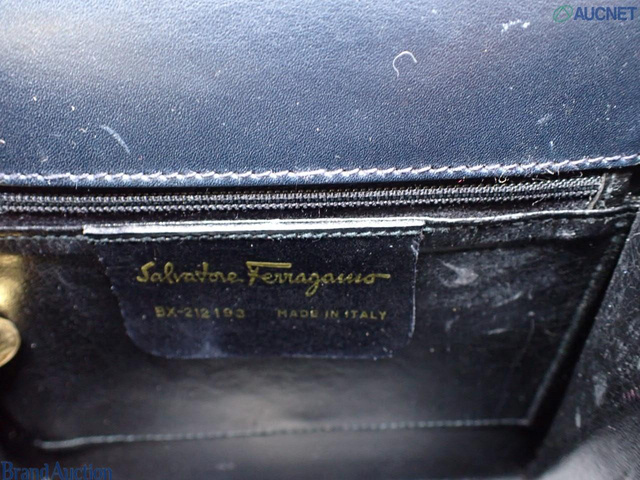 AUCNET
Salvatore Ferragamo
BX-212193 MADE IN ITALY
Brand Auction